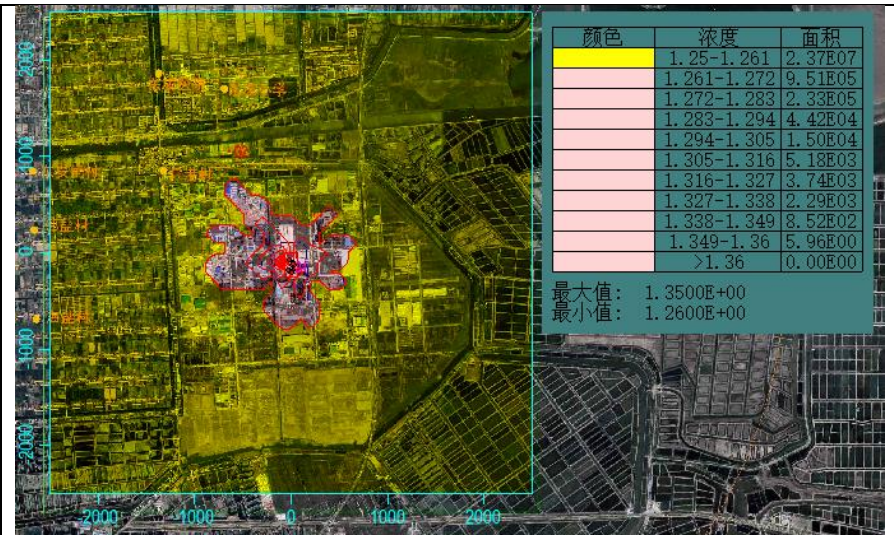 颜色 浓度 面积
1.25-1.261 2.37E07
1.261-1.272 9.51E05
1.272-1.283 2.33E05
1.283-1.294 4.42E04
1.294-1.305 1.50E04
1.305-1.316 5.18E03
1.316-1.327 3.74E03
1.327-1.338 2.29E03
1.338-1.349 8.52E02
1.349-1.36 5.96E00
>1.36 0.00E00
最大值: 1.3500E+00
最小值: 1.2600E+00
2000
1000
0
-1000
-2000
-2000 -1000 0 1000 2000